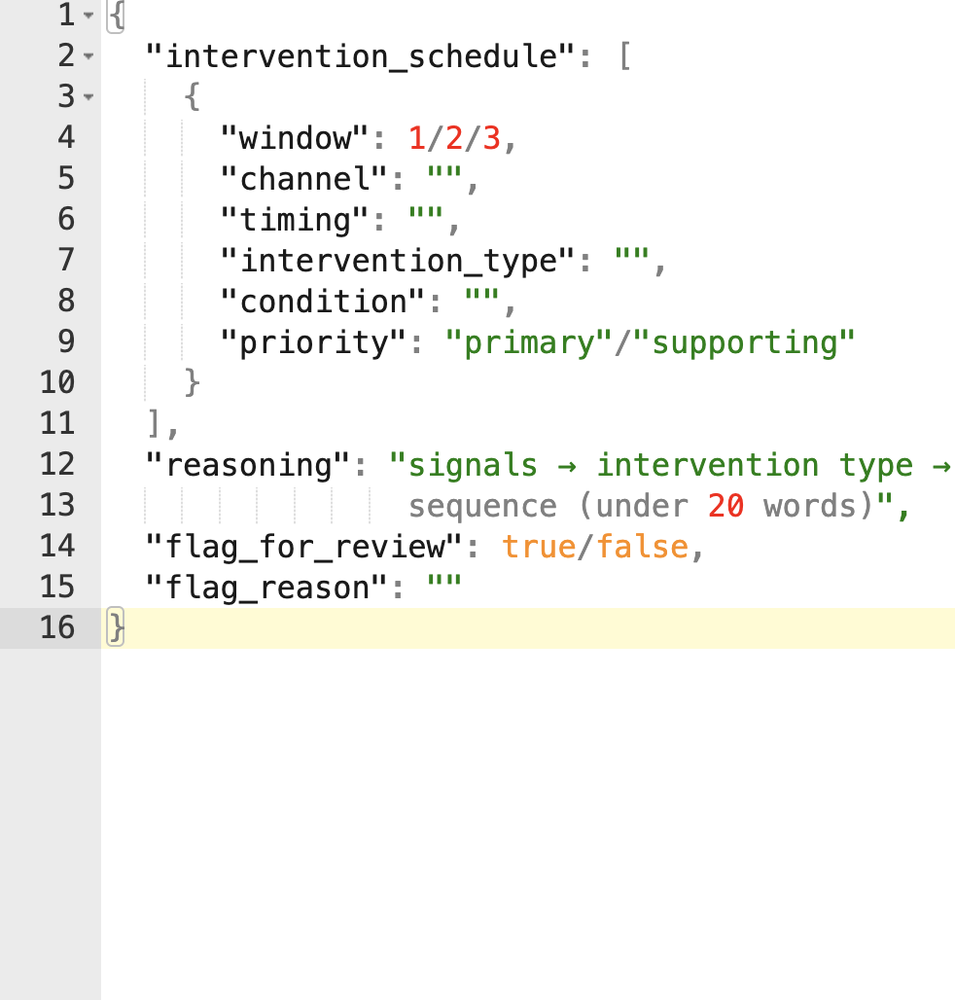 1 {
2 "intervention_schedule": [
3 {
4 "window": 1/2/3,
5 "channel": "",
6 "timing": "",
7 "intervention_type": "",
8 "condition": "",
9 "priority": "primary"/"supporting"
10 }
11 ],
12 "reasoning": "signals → intervention type →
13 sequence (under 20 words)",
14 "flag_for_review": true/false,
15 "flag_reason": ""
16 }